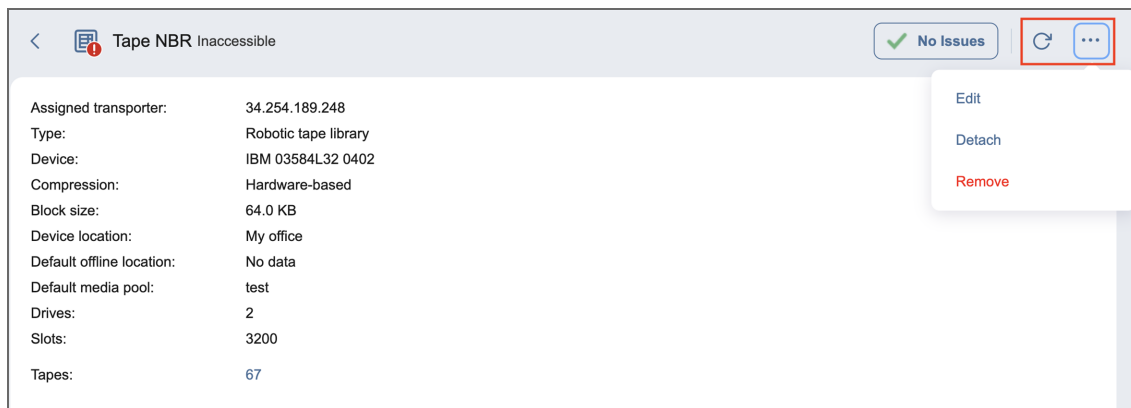 Tape NBR Inaccessible
No Issues
Edit
Detach
Remove
Assigned transporter: 34.254.189.248
Type: Robotic tape library
Device: IBM 03584L32 0402
Compression: Hardware-based
Block size: 64.0 KB
Device location: My office
Default offline location: No data
Default media pool: test
Drives: 2
Slots: 3200
Tapes: 67